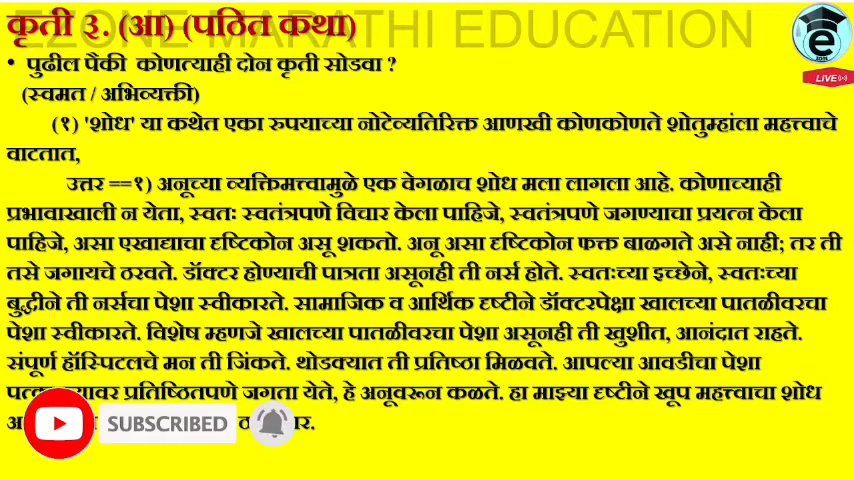 EZONE MARATHI EDUCATION
कृती ३. (आ) (पठित कथा)
e
LIVE
• पुढील पैंकी कोणत्याही दोन कृती सोडवा ?
(स्वमत / अभिव्यक्ती)
(१) 'शोध' या कथेत एका रुपयाच्या नोटेव्यतिरिक्त आणखी कोणकोणते शोतुम्हांला महत्त्वाचे
वाटतात,
उत्तर ==१) अनूच्या व्यक्तिमत्त्वामुळे एक वेगळाच शोध मला लागला आहे. कोणाच्याही
प्रभावाखाली न येता, स्वतः स्वतंत्रपणे विचार केला पाहिजे, स्वतंत्रपणे जगण्याचा प्रयत्न केला
पाहिजे, असा एखाद्याचा दृष्टिकोन असू शकतो. अनू असा दृष्टिकोन फक्त बाळगते असे नाही; तर ती
तसे जगायचे ठरवते. डॉक्टर होण्याची पात्रता असूनही ती नर्स होते. स्वतःच्या इच्छेने, स्वतःच्या
बुद्धीने ती नर्सचा पेशा स्वीकारते. सामाजिक व आर्थिक दृष्टीने डॉक्टरपेक्षा खालच्या पातळीवरचा
पेशा स्वीकारते. विशेष म्हणजे खालच्या पातळीवरचा पेशा असूनही ती खुशीत, आनंदात राहते.
संपूर्ण हॉस्पिटलचे मन ती जिंकते. थोडक्यात ती प्रतिष्ठा मिळवते. आपल्या आवडीचा पेशा
प्रतिष्ठितपणे जगता येते, हे अनूवरून कळते. हा माझ्या दृष्टीने खूप महत्त्वाचा शोध
SUBSCRIBED